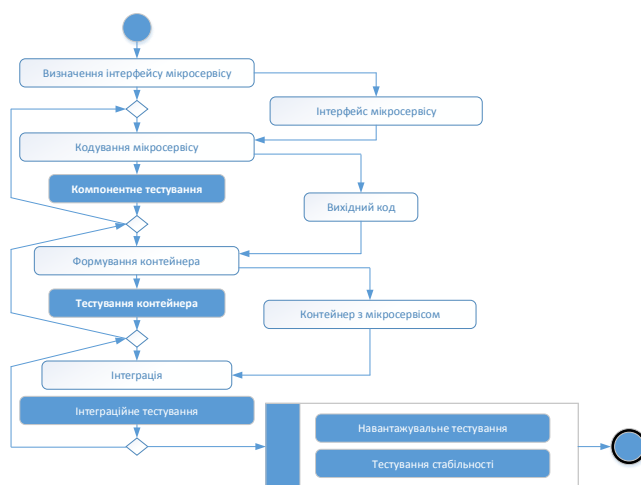 Визначення інтерфейсу мікросервісу
Інтерфейс мікросервісу
Кодування мікросервісу
Компонентне тестування
Вихідний код
Формування контейнера
Тестування контейнера
Контейнер з мікросервісом
Інтеграція
Інтеграційне тестування
Навантажувальне тестування
Тестування стабільності